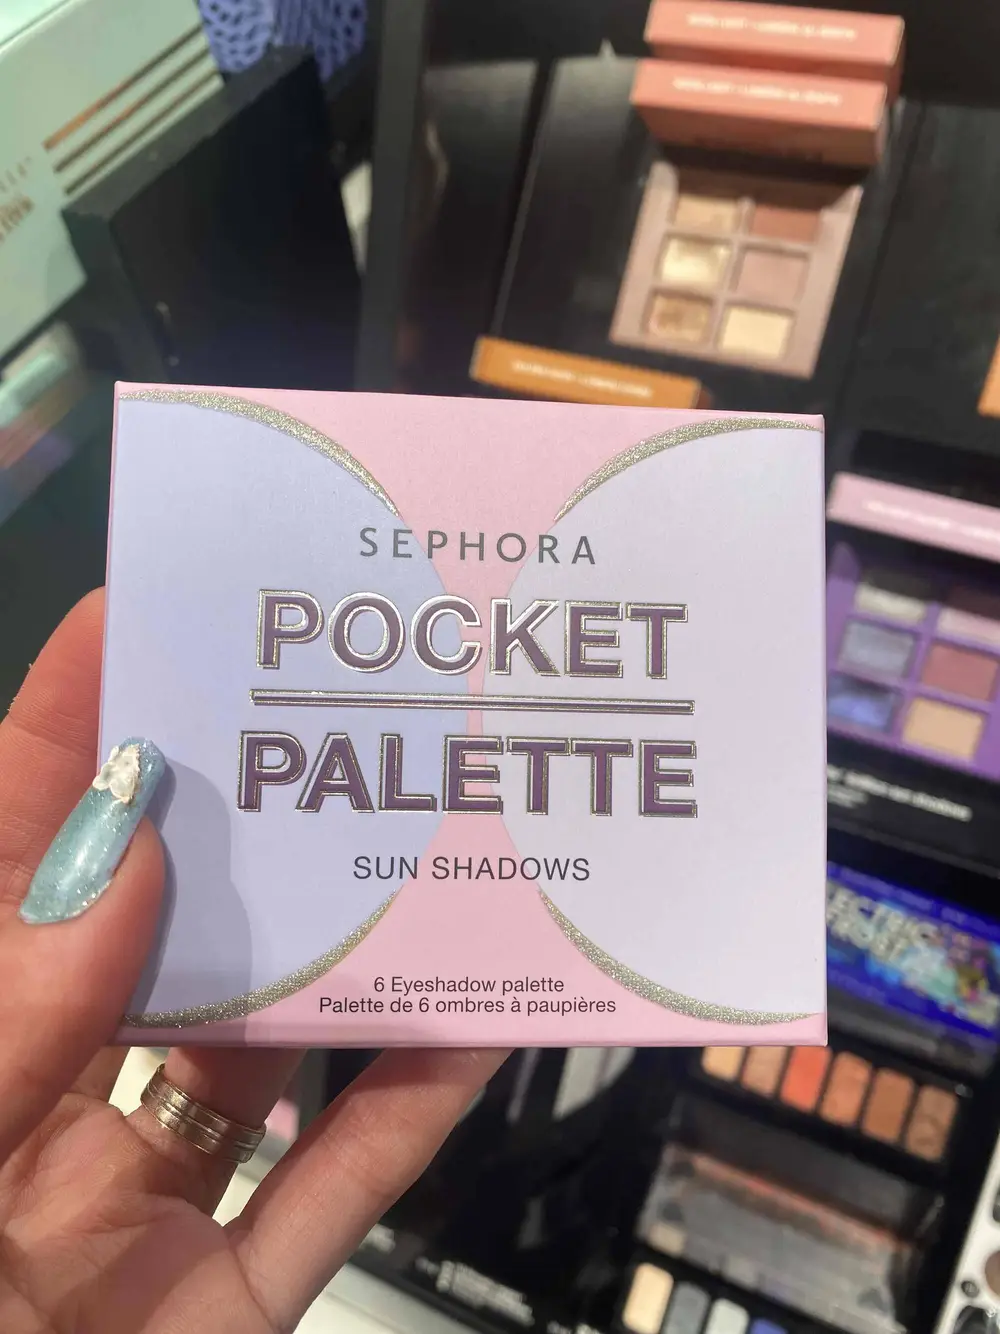 SEPHORA
POCKET
PALETTE
SUN SHADOWS
6 Eyeshadow palette
Palette de 6 ombres à paupières